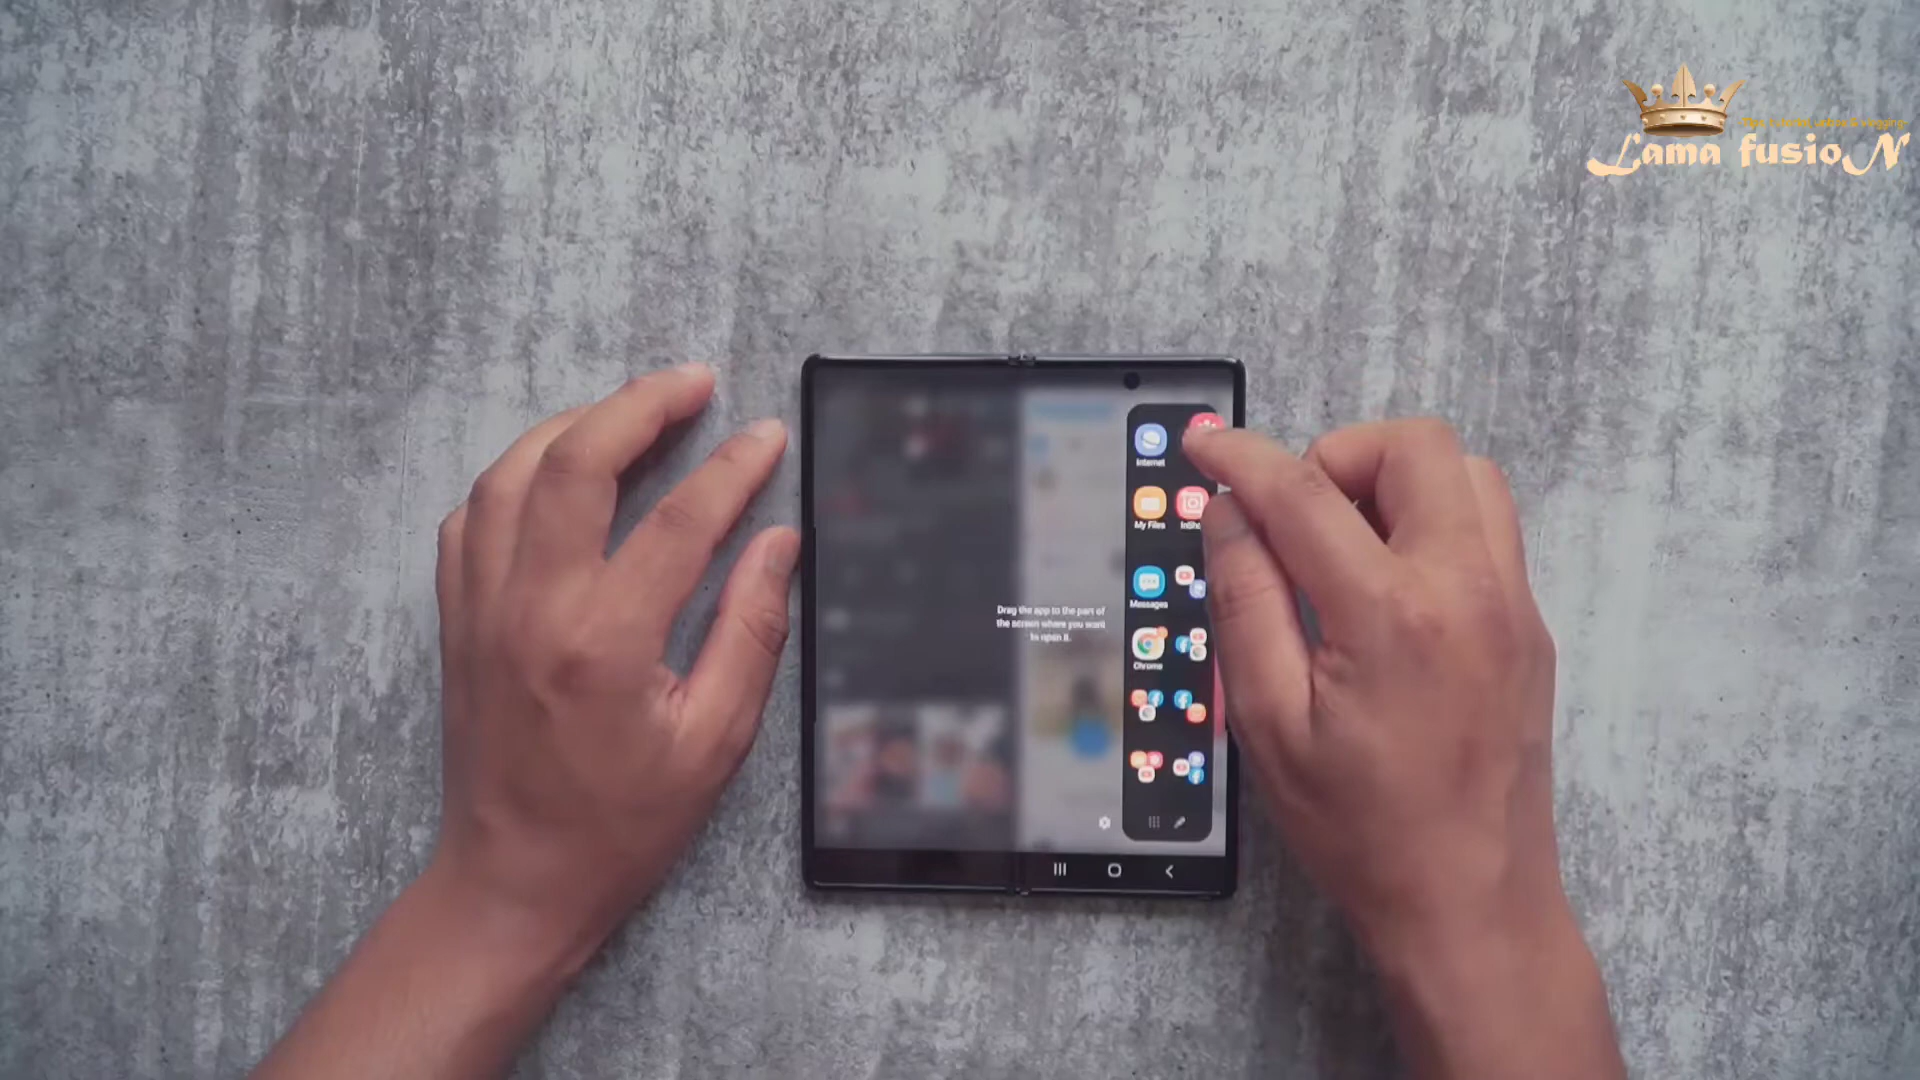 Lama fusioN
Internet
My Files
Messages
Chrome
Drag the app to the part of
the screen where you want
to open it.